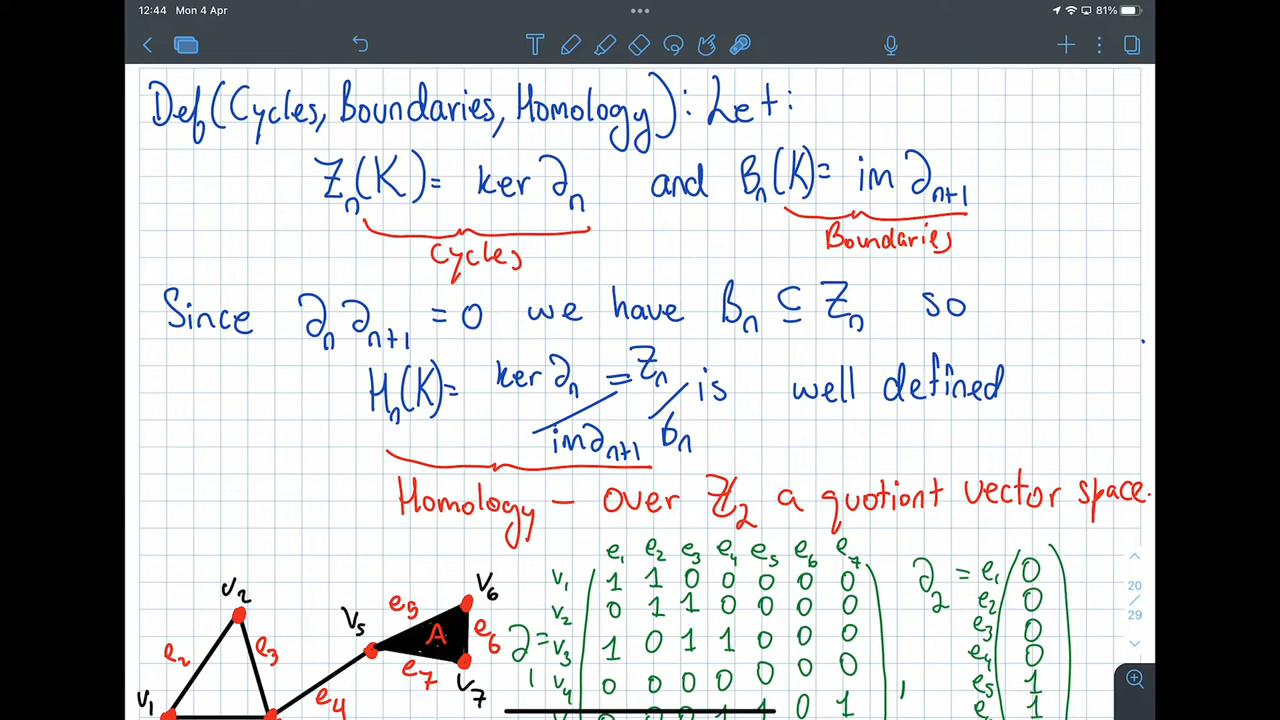 12:44 Mon 4 Apr
81%
Def(Cycles, Boundaries, Homology): Let:
Zₙ(K) = ker ∂ₙ and Bₙ(K) = im ∂ₙ₊₁
Cycles Boundaries
Since ∂ₙ∂ₙ₊₁ = 0 we have Bₙ ⊆ Zₙ so
Hₙ(K) = ker ∂ₙ / im ∂ₙ₊₁ = Zₙ / Bₙ is well defined
Homology – over ℤ₂ a quotiont vector space.
e₁ e₂ e₃ e₄ e₅ e₆ e₇
v₁ 1 1 0 0 0 0 0
v₂ 0 1 1 0 0 0 0
∂₁ = v₃ 1 0 1 1 0 0 0
v₄ 0 0 0 0 0 0 0 ,
∂₂ = e₁ 0
e₂ 0
e₃ 0
e₄ 0
e₅ 1
v₂ v₅ e₅ v₆
A e₆
e₂ e₃ e₇ v₇
v₁ e₄
20
/
29